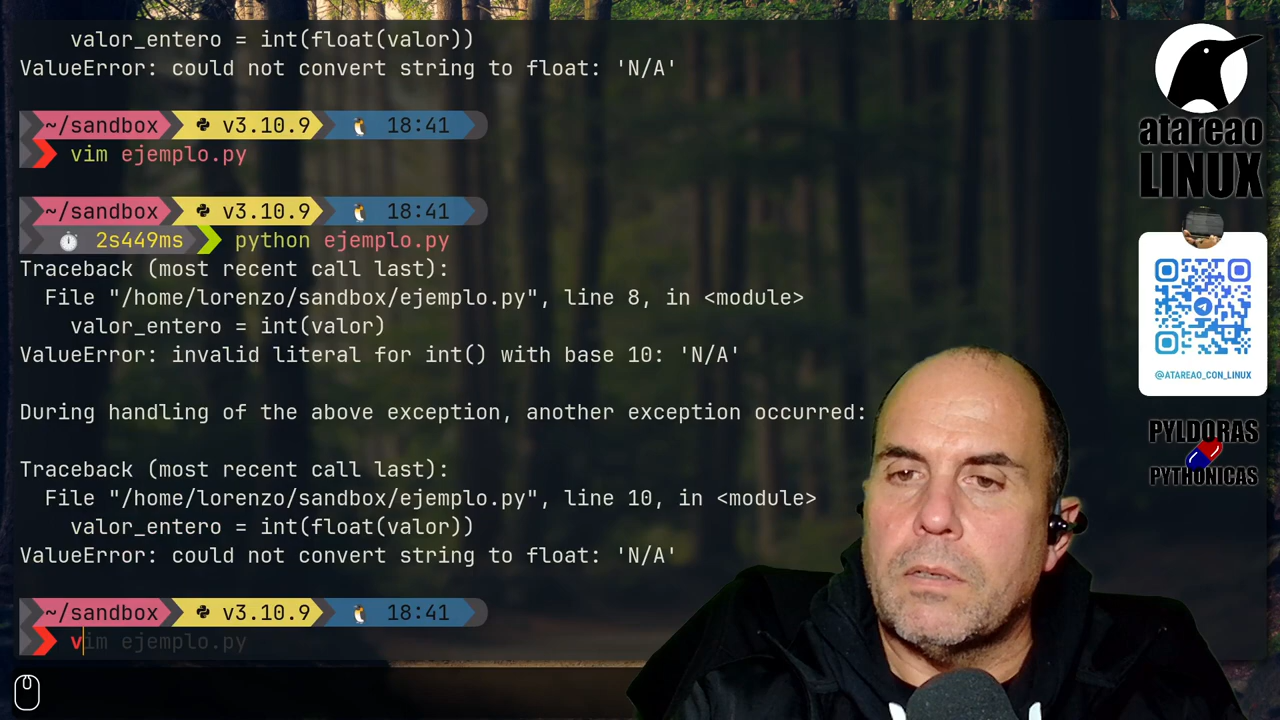 valor_entero = int(float(valor))
ValueError: could not convert string to float: 'N/A'
~/sandbox v3.10.9 18:41
vim ejemplo.py
~/sandbox v3.10.9 18:41
2s449ms python ejemplo.py
Traceback (most recent call last):
File "/home/lorenzo/sandbox/ejemplo.py", line 8, in <module>
valor_entero = int(valor)
ValueError: invalid literal for int() with base 10: 'N/A'
During handling of the above exception, another exception occurred:
Traceback (most recent call last):
File "/home/lorenzo/sandbox/ejemplo.py", line 10, in <module>
valor_entero = int(float(valor))
ValueError: could not convert string to float: 'N/A'
~/sandbox v3.10.9 18:41
vim ejemplo.py
atareao
LINUX
@ATAREAO_CON_LINUX
PYLDORAS
PYTHONICAS